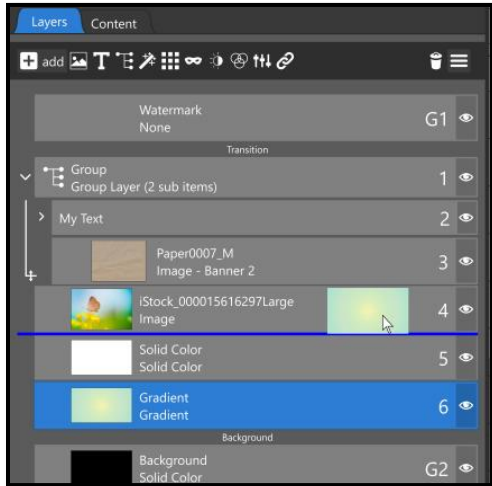 Layers Content
add
Watermark G1
None
Transition
Group 1
Group Layer (2 sub items)
My Text 2
Paper0007_M 3
Image - Banner 2
iStock_000015616297Large 4
Image
Solid Color 5
Solid Color
Gradient 6
Gradient
Background
Background G2
Solid Color